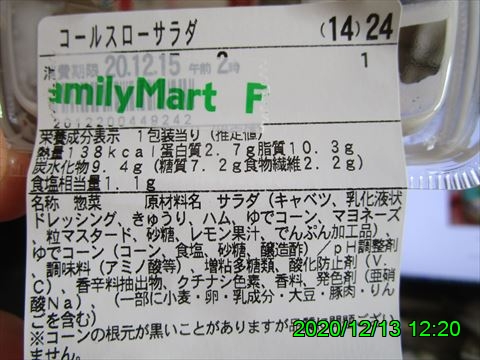 コールスローサラダ (14)24
消費期限 20.12.15 午前 2時 1
amilyMart F
2012200449242
栄養成分表示 1包装当り(推定値)
熱量138kcal 蛋白質2.7g 脂質10.3g
炭水化物9.4g(糖質7.2g食物繊維2.2g)
食塩相当量1.1g
名称 惣菜 原材料名 サラダ(キャベツ、乳化液状
ドレッシング、きゅうり、ハム、ゆでコーン、マヨネーズ
、粒マスタード、砂糖、レモン果汁、でんぷん加工品)、
ゆでコーン(コーン、食塩、砂糖、醸造酢)/pH調整剤
、調味料(アミノ酸等)、増粘多糖類、酸化防止剤(V.
C)、香辛料抽出物、クチナシ色素、香料、発色剤(亜硝
酸Na)、(一部に小麦・卵・乳成分・大豆・豚肉・りん
ごを含む)
※コーンの根元が黒いことがありますが
ません。
2020/12/13 12:20